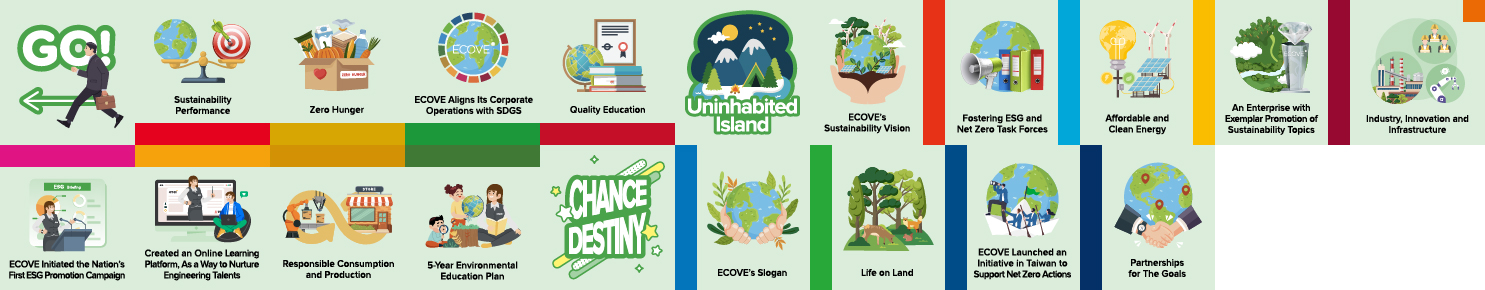 GO!
Sustainability
Performance
ZERO HUNGER
Zero Hunger
ECOVE
ECOVE Aligns Its Corporate
Operations with SDGS
Quality Education
Uninhabited
Island
ECOVE's
Sustainability Vision
Fostering ESG and
Net Zero Task Forces
Affordable and
Clean Energy
An Enterprise with
Exemplar Promotion of
Sustainability Topics
Industry, Innovation and
Infrastructure
ECOVE Initiated the Nation's
First ESG Promotion Campaign
Created an Online Learning
Platform, As a Way to Nurture
Engineering Talents
STORE
Responsible Consumption
and Production
5-Year Environmental
Education Plan
CHANCE
DESTINY
ECOVE's Slogan
Life on Land
ECOVE Launched an
Initiative in Taiwan to
Support Net Zero Actions
Partnerships
for The Goals